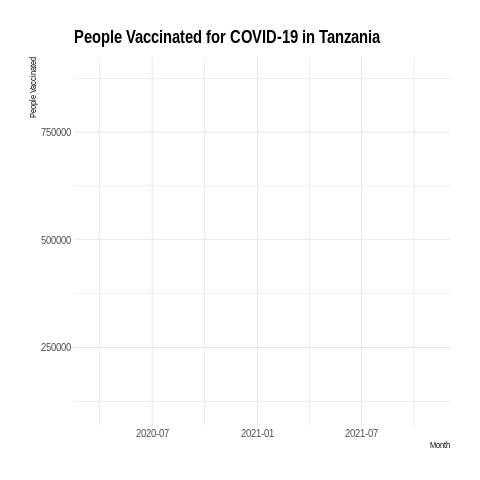 People Vaccinated for COVID-19 in Tanzania
People Vaccinated
750000
500000
250000
2020-07
2021-01
2021-07
Month